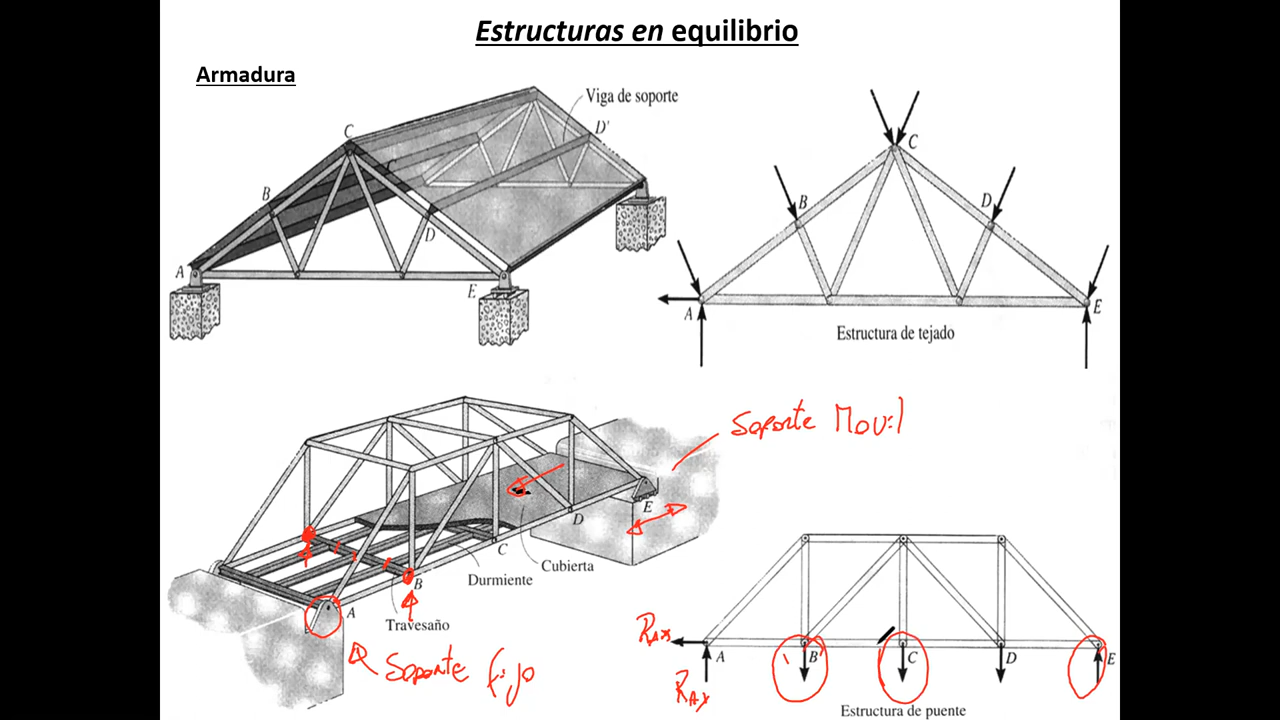 Estructuras en equilibrio
Armadura
Viga de soporte
C
D'
C
B
D
A
E
C
B
D
A
E
Estructura de tejado
Soporte Movil
E
D
C
Cubierta
B
Durmiente
A
Travesaño
Soporte fijo
RAX
A
B
C
D
E
RAY
Estructura de puente